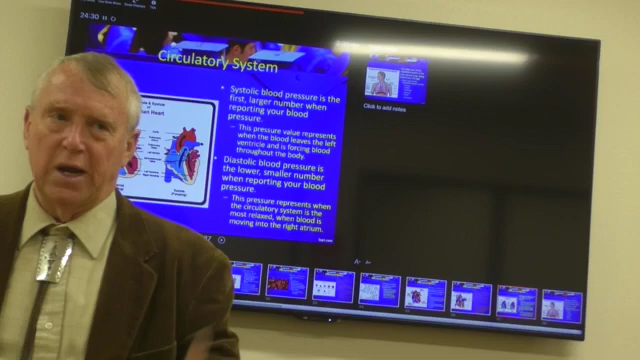 24:30
Circulatory System
Systolic blood pressure is the
first, larger number when
reporting your blood
pressure.
– This pressure value represents
when the blood leaves the left
ventricle and is forcing blood
throughout the body.
Diastolic blood pressure is
the lower, smaller number
when reporting your blood
pressure.
– This pressure represents when
the circulatory system is the
most relaxed, when blood is
moving into the right atrium.
Heart
Click to add notes